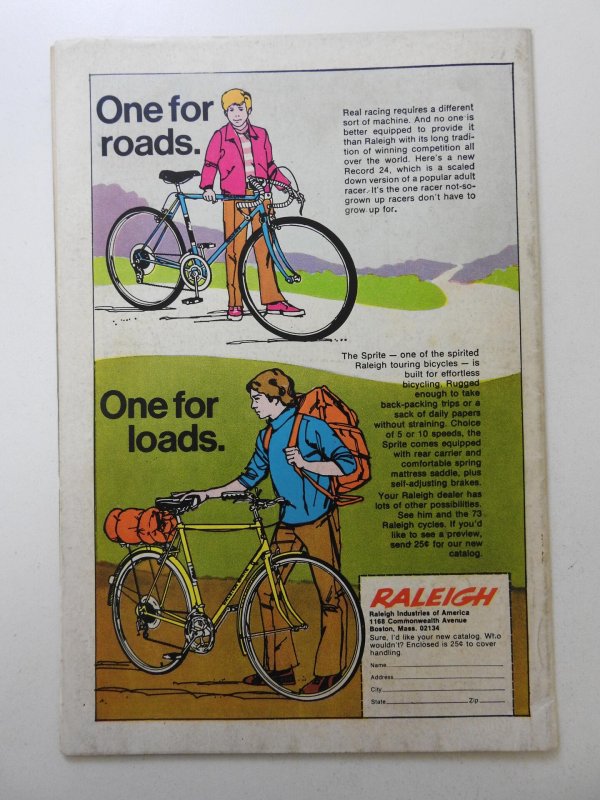 One for
roads.
Real racing requires a different
sort of machine. And no one is
better equipped to provide it
than Raleigh with its long tradi-
tion of winning competition all
over the world. Here's a new
Record 24, which is a scaled
down version of a popular adult
racer. It's the one racer not-so-
grown up racers don't have to
grow up for.
The Sprite — one of the spirited
Raleigh touring bicycles — is
built for effortless
bicycling. Rugged
enough to take
back-packing trips or a
sack of daily papers
without straining. Choice
of 5 or 10 speeds, the
Sprite comes equipped
with rear carrier and
comfortable spring
mattress saddle, plus
self-adjusting brakes.
Your Raleigh dealer has
lots of other possibilities.
See him and the 73
Raleigh cycles. If you'd
like to see a preview,
send 25¢ for our new
catalog.
One for
loads.
RALEIGH
Raleigh Industries of America
1168 Commonwealth Avenue
Boston, Mass. 02134
Sure, I'd like your new catalog. Who
wouldn't? Enclosed is 25¢ to cover
handling.
Name
Address
City
State Zip